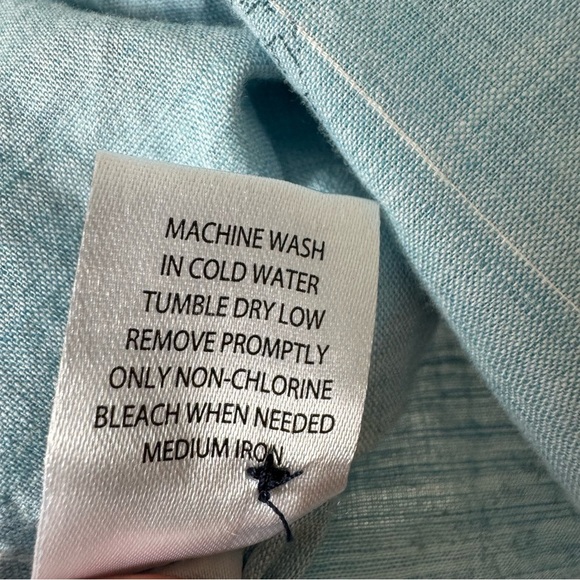 MACHINE WASH
IN COLD WATER
TUMBLE DRY LOW
REMOVE PROMPTLY
ONLY NON-CHLORINE
BLEACH WHEN NEEDED
MEDIUM IRON